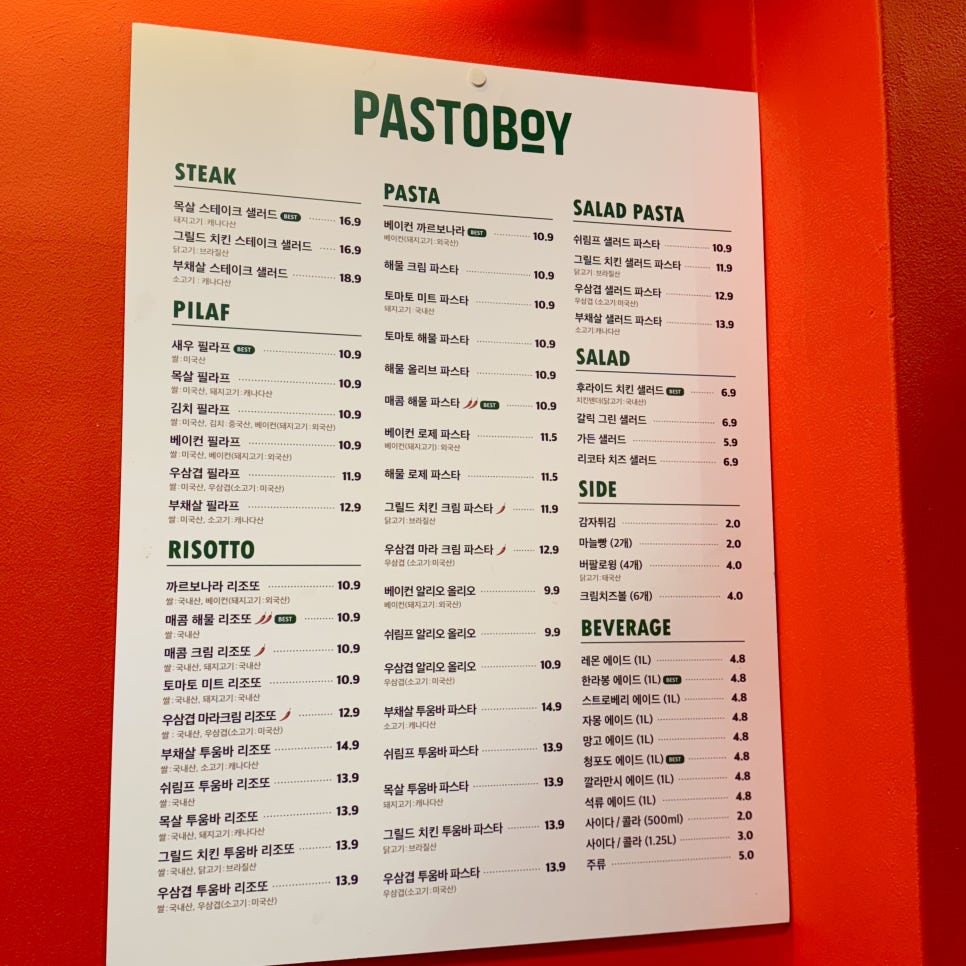 PASTOBOY
STEAK
목살 스테이크 샐러드 BEST 16.9
돼지고기:캐나다산
그릴드 치킨 스테이크 샐러드 16.9
닭고기:브라질산
부채살 스테이크 샐러드 18.9
소고기 : 캐나다산
PILAF
새우 필라프 BEST 10.9
쌀:미국산
목살 필라프 10.9
쌀:미국산, 돼지고기:캐나다산
김치 필라프 10.9
쌀:미국산, 김치:중국산, 베이컨(돼지고기:외국산)
베이컨 필라프 10.9
쌀:미국산, 베이컨(돼지고기:외국산)
우삼겹 필라프 11.9
쌀:미국산, 우삼겹(소고기:미국산)
부채살 필라프 12.9
쌀:미국산, 소고기:캐나다산
RISOTTO
까르보나라 리조또 10.9
쌀:국내산, 베이컨(돼지고기:외국산)
매콤 해물 리조또 BEST 10.9
쌀:국내산
매콤 크림 리조또 10.9
쌀:국내산, 돼지고기:국내산
토마토 미트 리조또 10.9
쌀:국내산, 돼지고기:국내산
우삼겹 마라크림 리조또 12.9
쌀 : 국내산, 우삼겹(소고기:미국산)
부채살 투움바 리조또 14.9
쌀:국내산, 소고기:캐나다산
쉬림프 투움바 리조또 13.9
쌀:국내산
목살 투움바 리조또 13.9
쌀:국내산, 돼지고기:캐나다산
그릴드 치킨 투움바 리조또 13.9
쌀:국내산, 닭고기:브라질산
우삼겹 투움바 리조또 13.9
쌀:국내산, 우삼겹(소고기:미국산)
PASTA
베이컨 까르보나라 BEST 10.9
베이컨(돼지고기:외국산)
해물 크림 파스타 10.9
토마토 미트 파스타 10.9
돼지고기:국내산
토마토 해물 파스타 10.9
해물 올리브 파스타 10.9
매콤 해물 파스타 BEST 10.9
베이컨 로제 파스타 11.5
베이컨(돼지고기):외국산
해물 로제 파스타 11.5
그릴드 치킨 크림 파스타 11.9
닭고기:브라질산
우삼겹 마라 크림 파스타 12.9
우삼겹 (소고기:미국산)
베이컨 알리오 올리오 9.9
베이컨(돼지고기:외국산)
쉬림프 알리오 올리오 9.9
우삼겹 알리오 올리오 10.9
우삼겹(소고기:미국산)
부채살 투움바 파스타 14.9
소고기:캐나다산
쉬림프 투움바 파스타 13.9
목살 투움바 파스타 13.9
돼지고기:캐나다산
그릴드 치킨 투움바 파스타 13.9
닭고기:브라질산
우삼겹 투움바 파스타 13.9
우삼겹(소고기:미국산)
SALAD PASTA
쉬림프 샐러드 파스타 10.9
그릴드 치킨 샐러드 파스타 11.9
닭고기:브라질산
우삼겹 샐러드 파스타 12.9
우삼겹 (소고기:미국산)
부채살 샐러드 파스타 13.9
소고기:캐나다산
SALAD
후라이드 치킨 샐러드 BEST 6.9
치킨텐더(닭고기:국내산)
갈릭 그린 샐러드 6.9
가든 샐러드 5.9
리코타 치즈 샐러드 6.9
SIDE
감자튀김 2.0
마늘빵 (2개) 2.0
버팔로윙 (4개) 4.0
닭고기:태국산
크림치즈볼 (6개) 4.0
BEVERAGE
레몬 에이드 (1L) 4.8
한라봉 에이드 (1L) BEST 4.8
스트로베리 에이드 (1L) 4.8
자몽 에이드 (1L) 4.8
망고 에이드 (1L) 4.8
청포도 에이드 (1L) BEST 4.8
깔라만시 에이드 (1L) 4.8
석류 에이드 (1L) 4.8
사이다 / 콜라 (500ml) 2.0
사이다 / 콜라 (1.25L) 3.0
주류 5.0